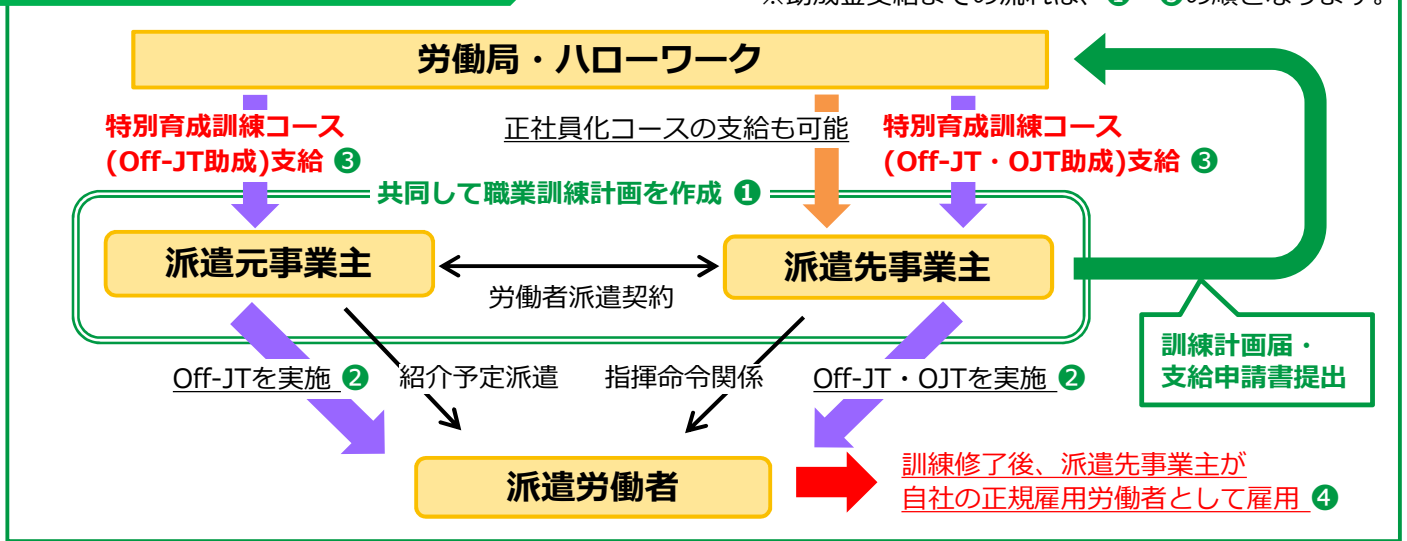 労働局・ハローワーク
特別育成訓練コース
(Off-JT助成)支給 ❸
正社員化コースの支給も可能
特別育成訓練コース
(Off-JT・OJT助成)支給 ❸
共同して職業訓練計画を作成 ❶
派遣元事業主
派遣先事業主
労働者派遣契約
訓練計画届・
支給申請書提出
Off-JTを実施 ❷
紹介予定派遣
指揮命令関係
Off-JT・OJTを実施 ❷
派遣労働者
訓練修了後、派遣先事業主が
自社の正規雇用労働者として雇用 ❹